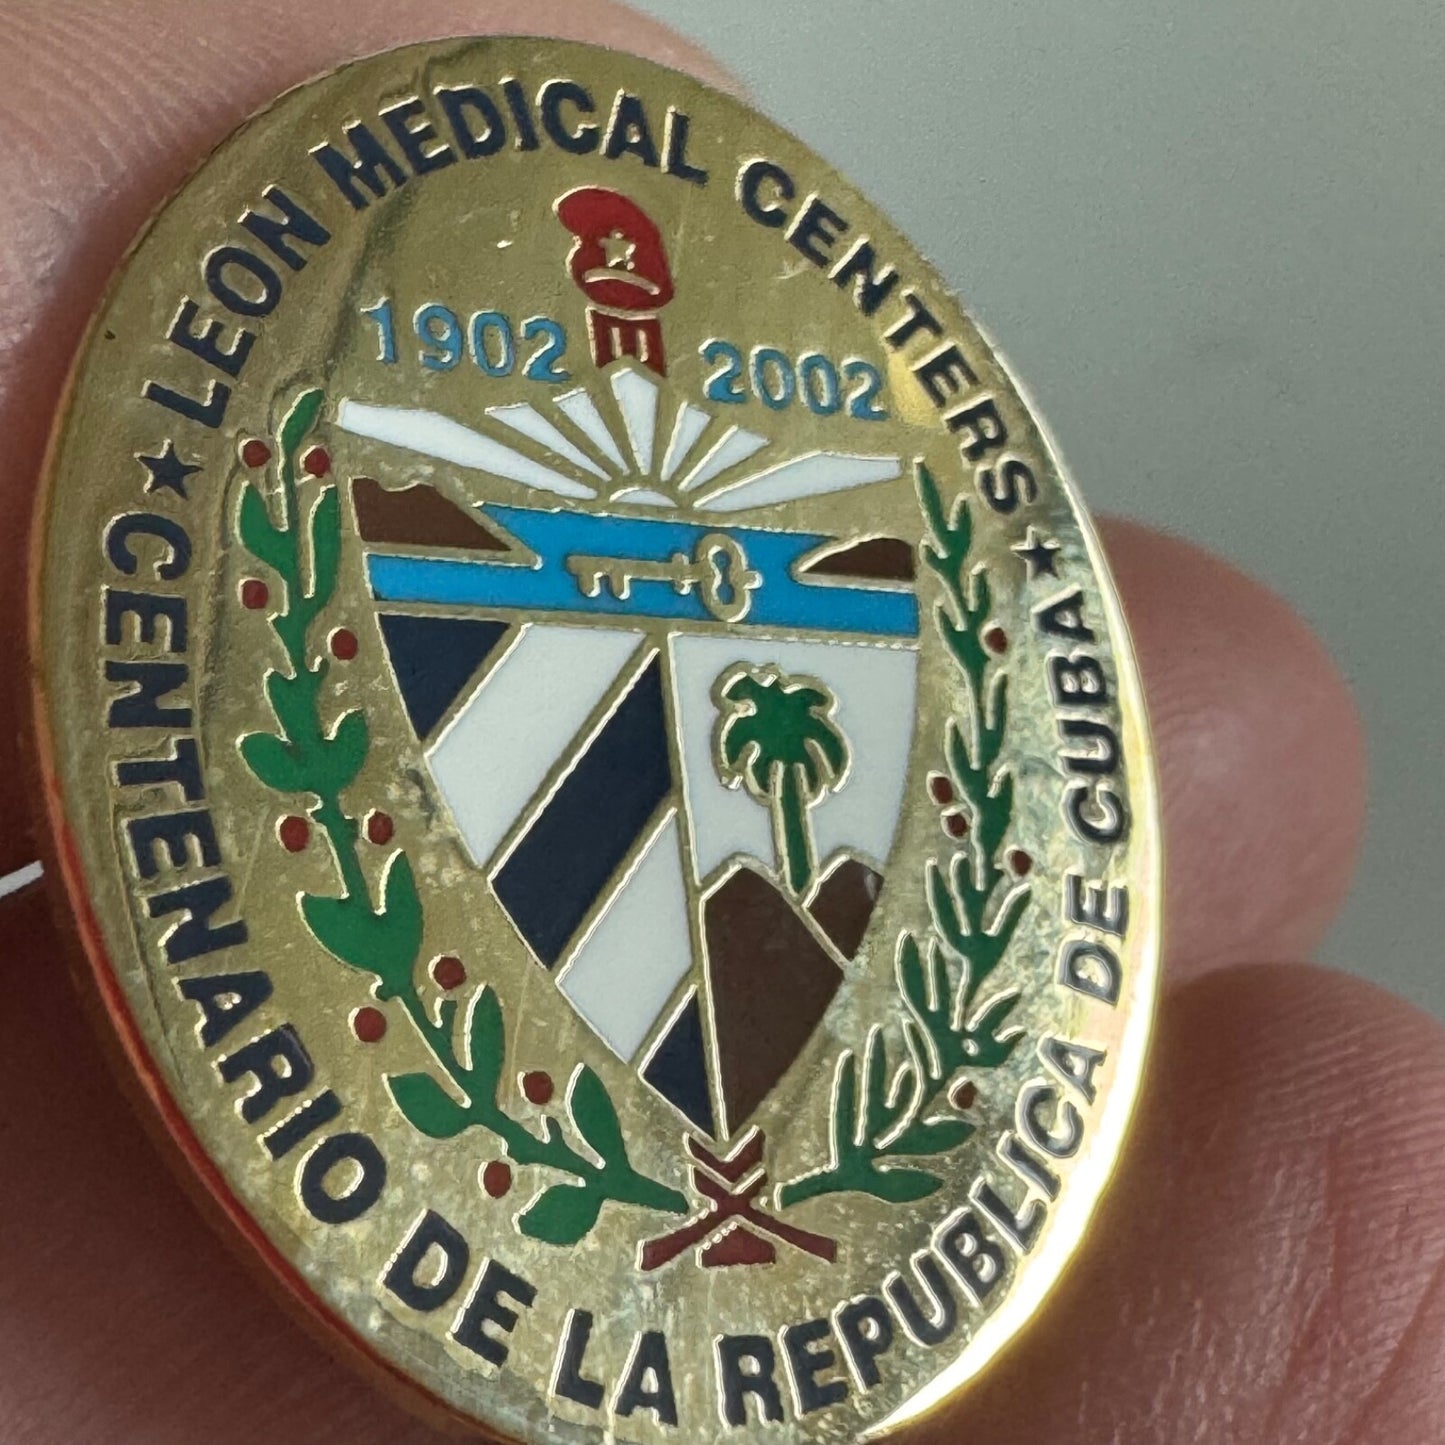 LEON MEDICAL CENTERS
1902 2002
CENTENARIO DE LA REPUBLICA DE CUBA